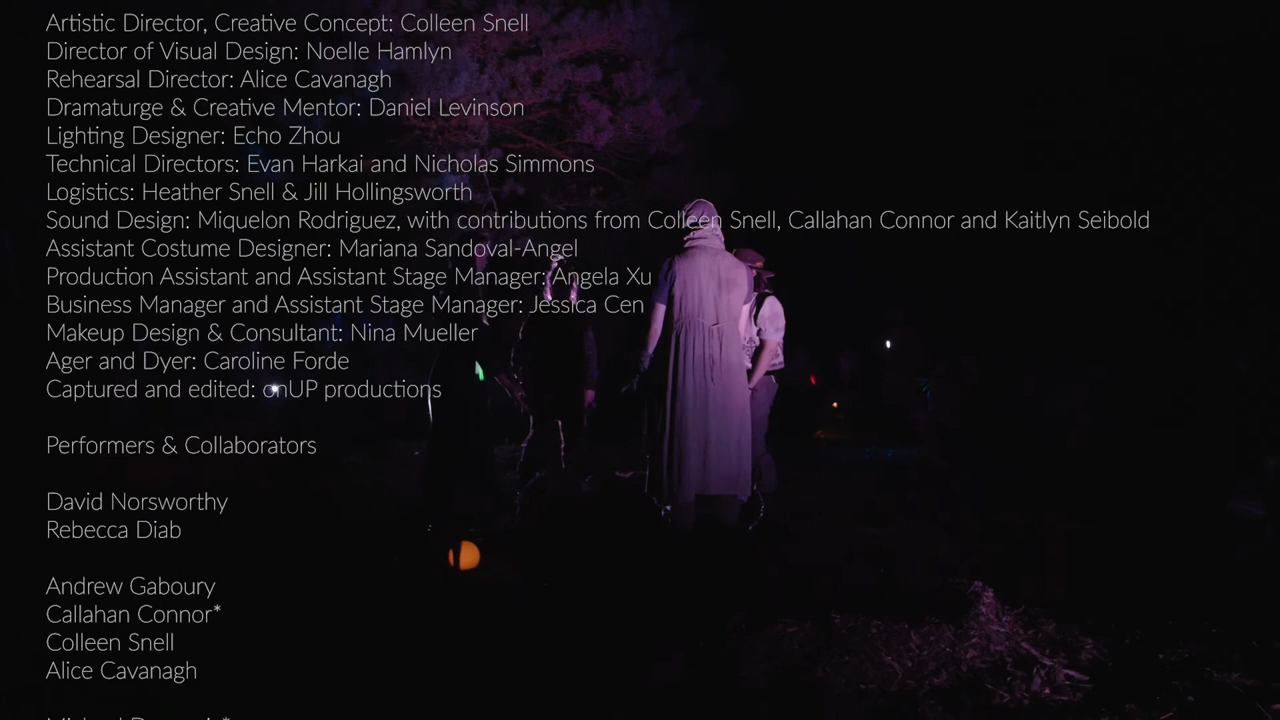 Artistic Director, Creative Concept: Colleen Snell
Director of Visual Design: Noelle Hamlyn
Rehearsal Director: Alice Cavanagh
Dramaturge & Creative Mentor: Daniel Levinson
Lighting Designer: Echo Zhou
Technical Directors: Evan Harkai and Nicholas Simmons
Logistics: Heather Snell & Jill Hollingsworth
Sound Design: Miquelon Rodriguez, with contributions from Colleen Snell, Callahan Connor and Kaitlyn Seibold
Assistant Costume Designer: Mariana Sandoval-Angel
Production Assistant and Assistant Stage Manager: Angela Xu
Business Manager and Assistant Stage Manager: Jessica Cen
Makeup Design & Consultant: Nina Mueller
Ager and Dyer: Caroline Forde
Captured and edited: onUP productions
Performers & Collaborators
David Norsworthy
Rebecca Diab
Andrew Gaboury
Callahan Connor*
Colleen Snell
Alice Cavanagh